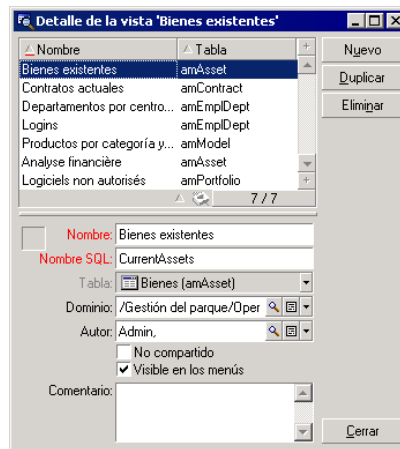 Detalle de la vista 'Bienes existentes'
Nombre Tabla
Bienes existentes amAsset
Contratos actuales amContract
Departamentos por centro... amEmplDept
Logins amEmplDept
Productos por categoría y... amModel
Analyse financière amAsset
Logiciels non autorisés amPortfolio
7 / 7
Nuevo
Duplicar
Eliminar
Nombre: Bienes existentes
Nombre SQL: CurrentAssets
Tabla: Bienes (amAsset)
Dominio: /Gestión del parque/Oper
Autor: Admin,
No compartido
Visible en los menús
Comentario:
Cerrar